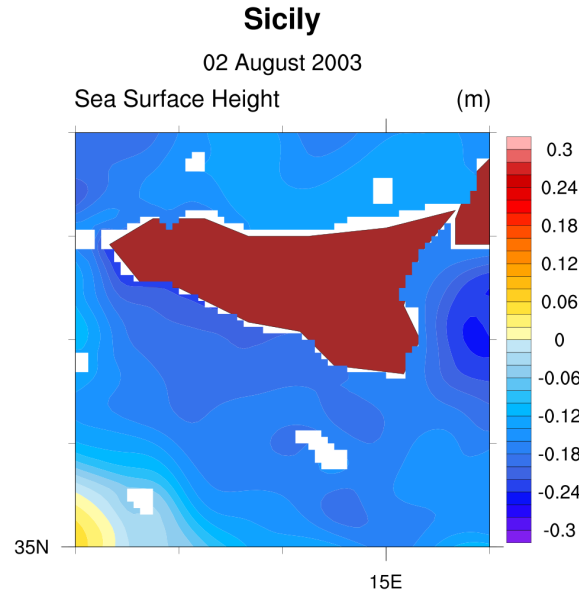 Sicily
02 August 2003
Sea Surface Height (m)
0.3
0.24
0.18
0.12
0.06
0
-0.06
-0.12
-0.18
-0.24
-0.3
35N
15E